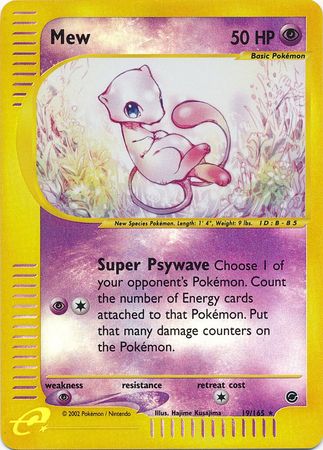 Mew 50 HP
Basic Pokémon
New Species Pokémon. Length: 1' 4", Weight: 9 lbs. ID:B-85
Super Psywave Choose 1 of
your opponent's Pokémon. Count
the number of Energy cards
attached to that Pokémon. Put
that many damage counters on
the Pokémon.
weakness resistance retreat cost
© 2002 Pokémon / Nintendo Illus. Hajime Kusajima 19/165 ★
e